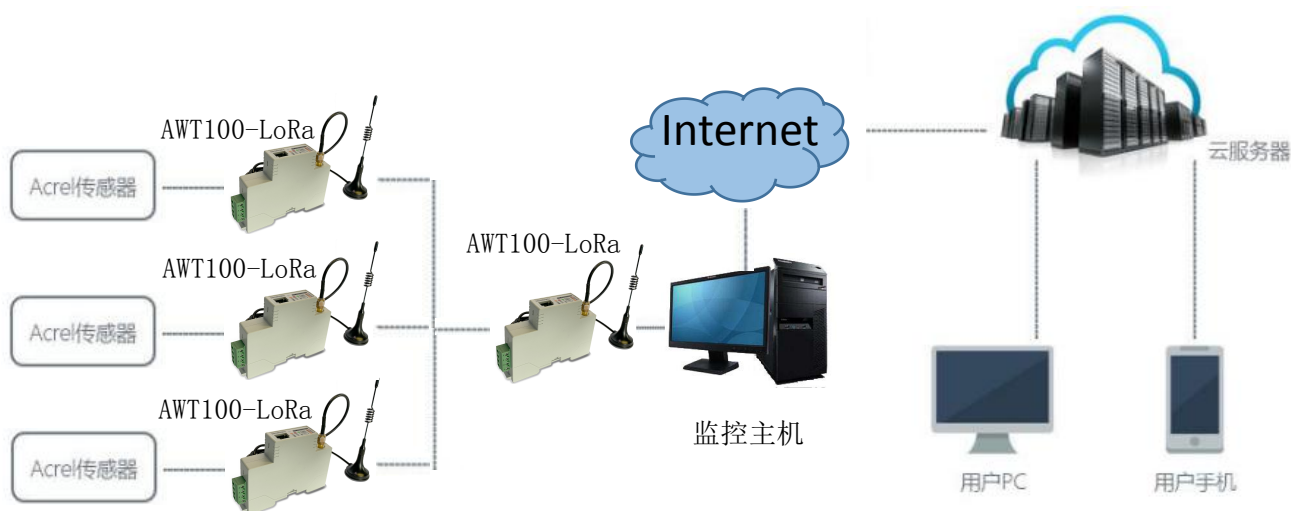 AWT100-LoRa
Acrel传感器
AWT100-LoRa
Acrel传感器
AWT100-LoRa
Acrel传感器
AWT100-LoRa
Internet
监控主机
云服务器
用户PC
用户手机